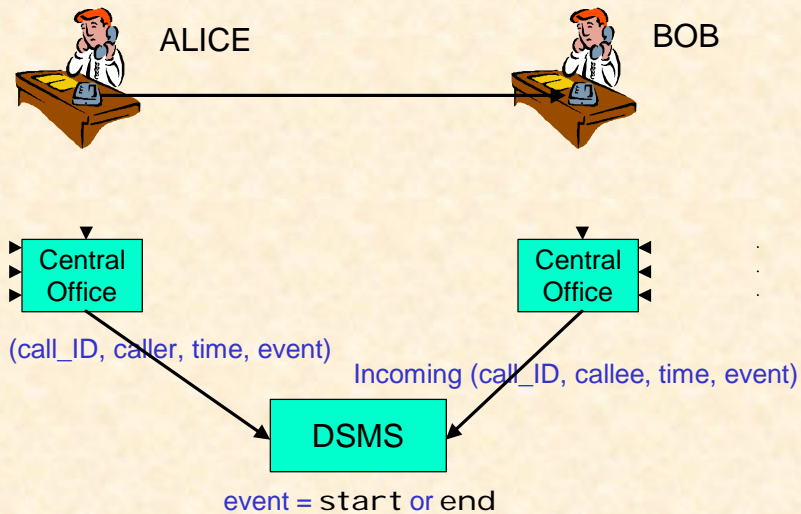 ALICE
BOB
Central
Office
Central
Office
(call_ID, caller, time, event)
Incoming (call_ID, callee, time, event)
DSMS
event = start or end